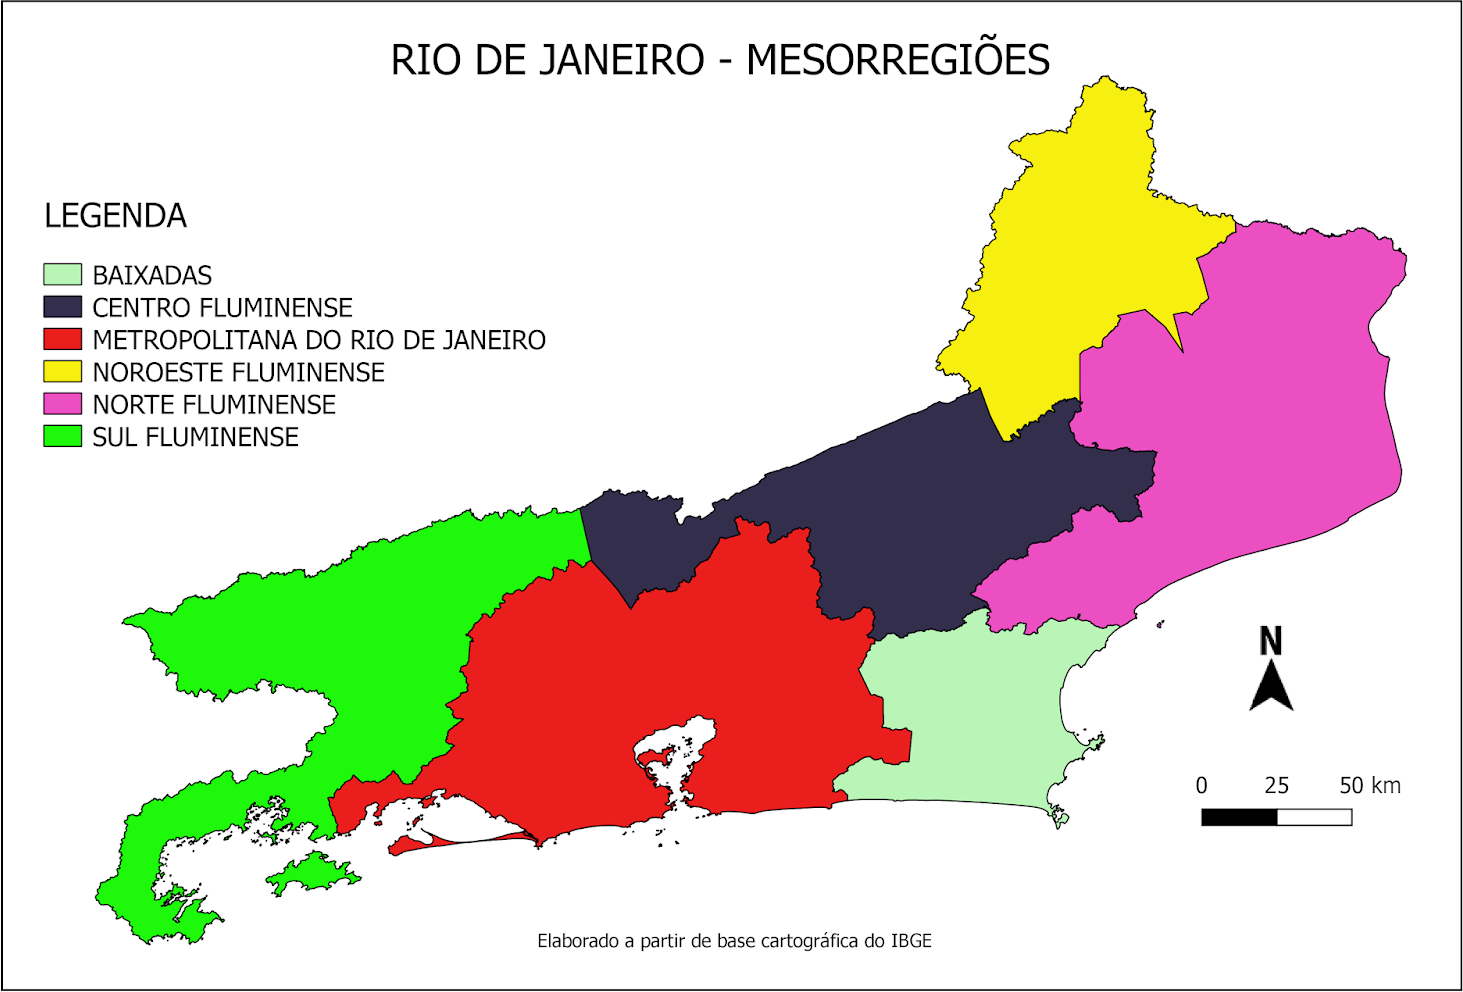 RIO DE JANEIRO - MESORREGIÕES
LEGENDA
BAIXADAS
CENTRO FLUMINENSE
METROPOLITANA DO RIO DE JANEIRO
NOROESTE FLUMINENSE
NORTE FLUMINENSE
SUL FLUMINENSE
N
0 25 50 km
Elaborado a partir de base cartográfica do IBGE